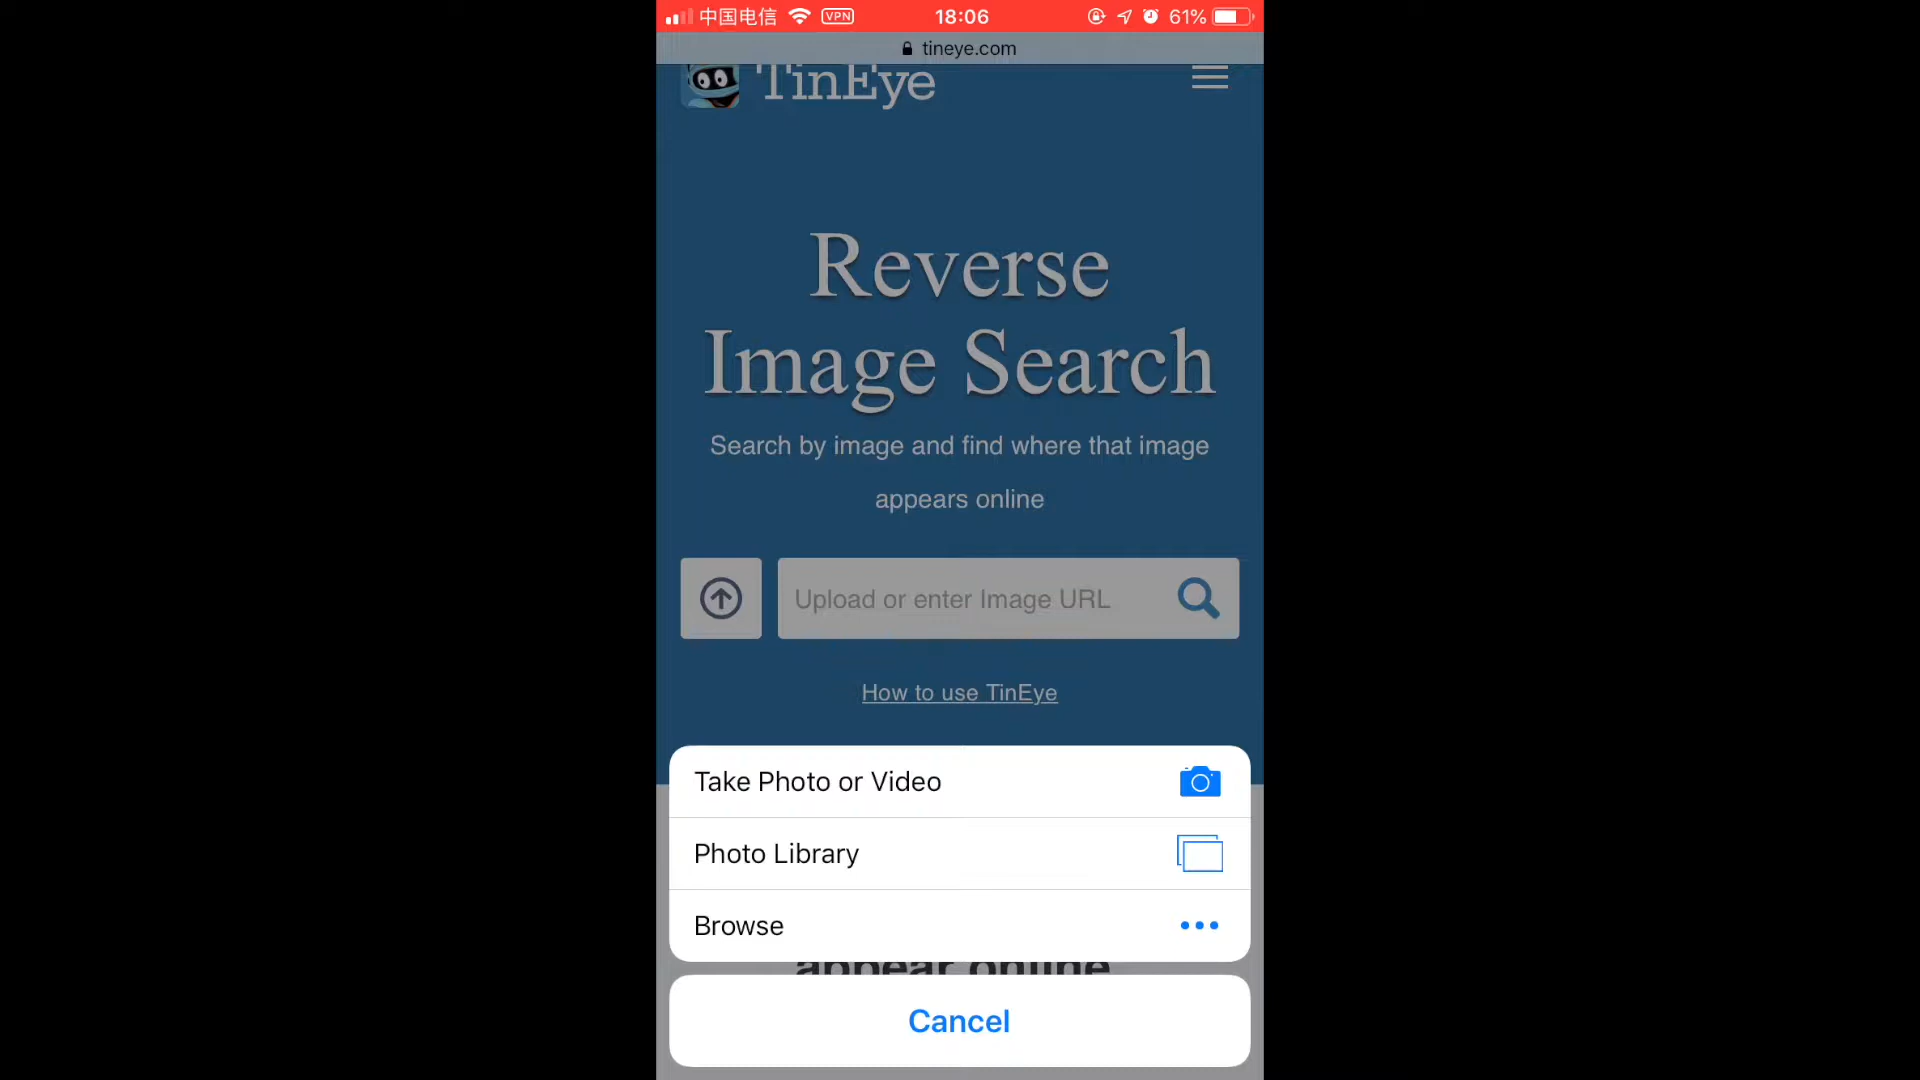 中国电信 VPN 18:06 61%
tineye.com
TinEye
Reverse
Image Search
Search by image and find where that image
appears online
Upload or enter Image URL
How to use TinEye
Take Photo or Video
Photo Library
Browse
appear online
Cancel